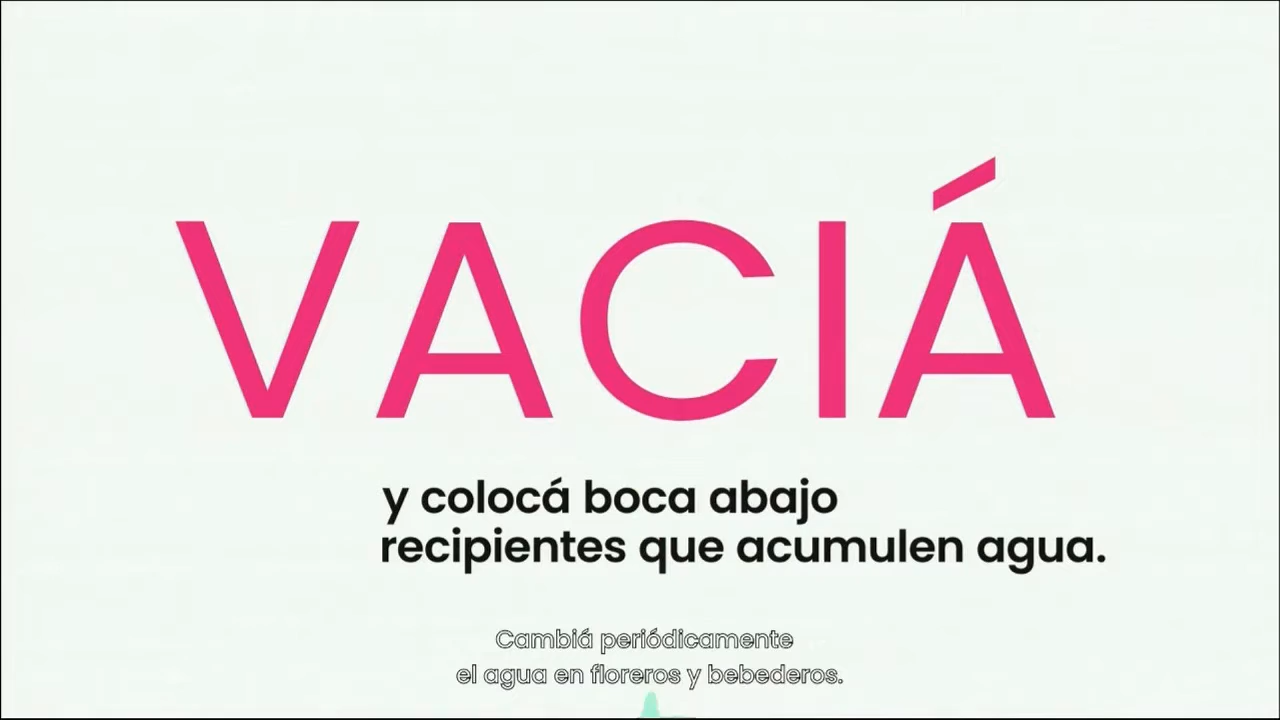 VACIÁ
y colocá boca abajo
recipientes que acumulen agua.
Cambiá periódicamente
el agua en floreros y bebederos.